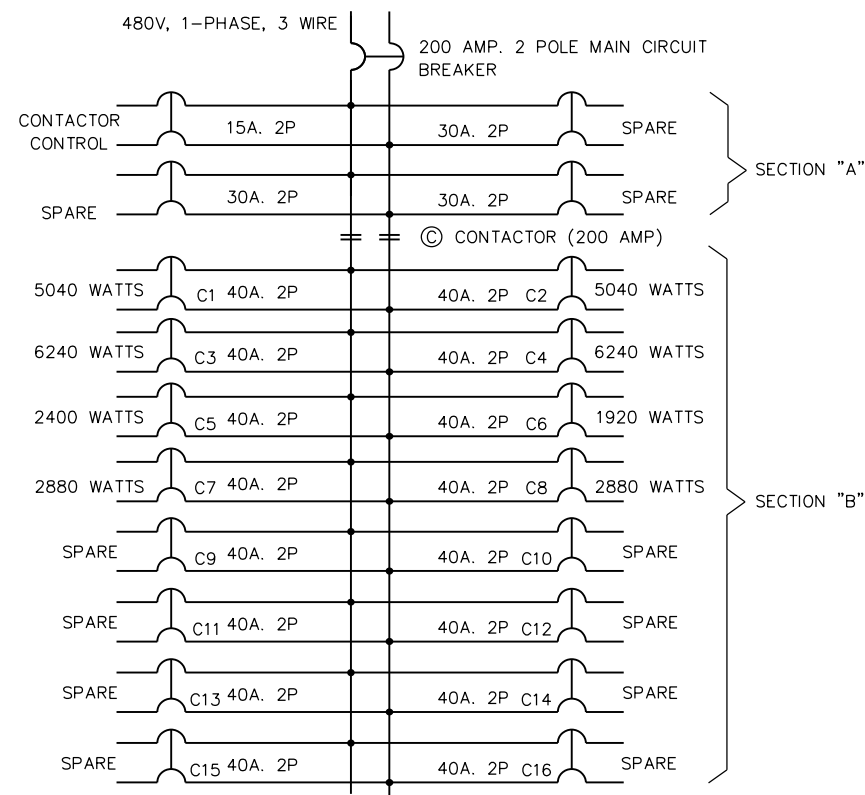 480V, 1-PHASE, 3 WIRE
200 AMP. 2 POLE MAIN CIRCUIT
BREAKER
CONTACTOR
CONTROL
15A. 2P
30A. 2P
SPARE
SPARE
30A. 2P
30A. 2P
SPARE
SECTION "A"
C CONTACTOR (200 AMP)
5040 WATTS
C1 40A. 2P
40A. 2P C2
5040 WATTS
6240 WATTS
C3 40A. 2P
40A. 2P C4
6240 WATTS
2400 WATTS
C5 40A. 2P
40A. 2P C6
1920 WATTS
2880 WATTS
C7 40A. 2P
40A. 2P C8
2880 WATTS
SECTION "B"
SPARE
C9 40A. 2P
40A. 2P C10
SPARE
SPARE
C11 40A. 2P
40A. 2P C12
SPARE
SPARE
C13 40A. 2P
40A. 2P C14
SPARE
SPARE
C15 40A. 2P
40A. 2P C16
SPARE